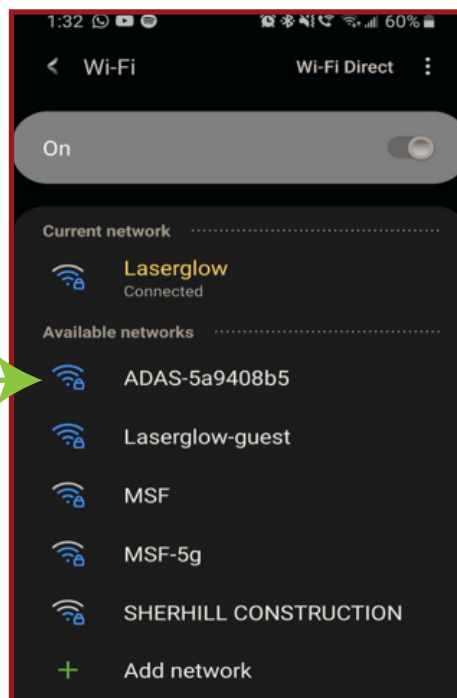 1:32 60%
Wi-Fi Wi-Fi Direct
On
Current network
Laserglow
Connected
Available networks
ADAS-5a9408b5
Laserglow-guest
MSF
MSF-5g
SHERHILL CONSTRUCTION
Add network